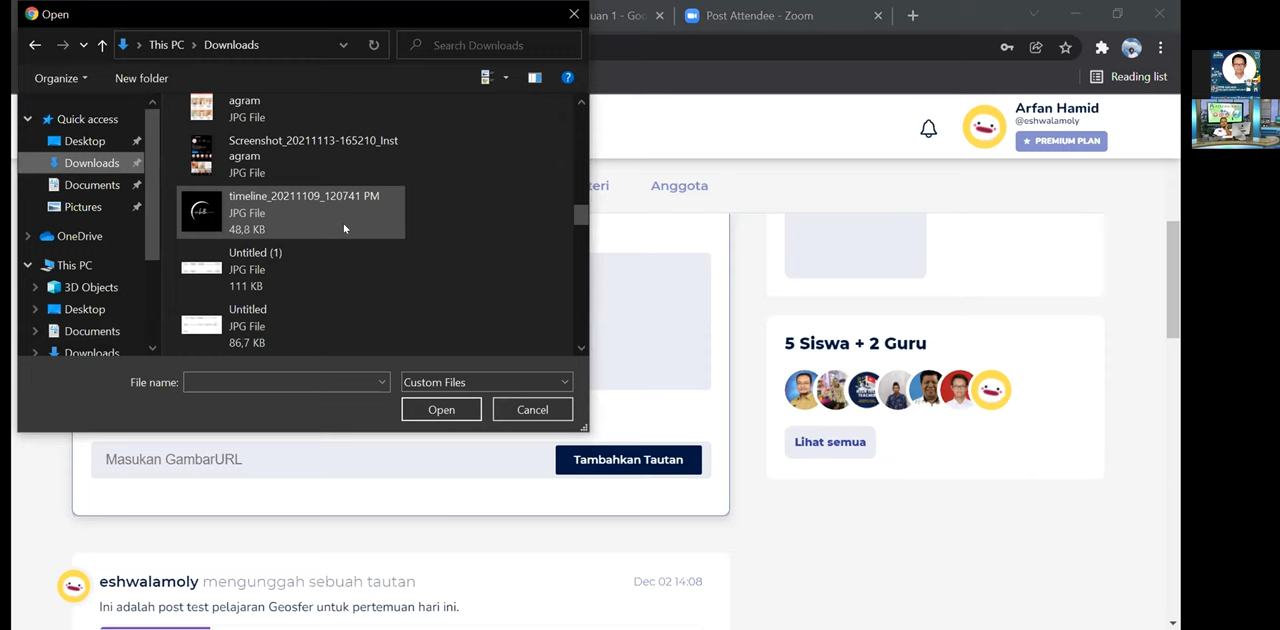 Open
uan 1 - Goo
Post Attendee - Zoom
This PC
Downloads
Search Downloads
Organize
New folder
Reading list
Quick access
Desktop
Downloads
Documents
Pictures
OneDrive
This PC
3D Objects
Desktop
Documents
Downloads
agram
JPG File
Screenshot_20211113-165210_Inst
agram
JPG File
timeline_20211109_120741 PM
JPG File
48,8 KB
Untitled (1)
JPG File
111 KB
Untitled
JPG File
86,7 KB
File name:
Custom Files
Open
Cancel
Arfan Hamid
@eshwalamoly
PREMIUM PLAN
teri
Anggota
5 Siswa + 2 Guru
Lihat semua
Masukan GambarURL
Tambahkan Tautan
eshwalamoly mengunggah sebuah tautan
Dec 02 14:08
Ini adalah post test pelajaran Geosfer untuk pertemuan hari ini.